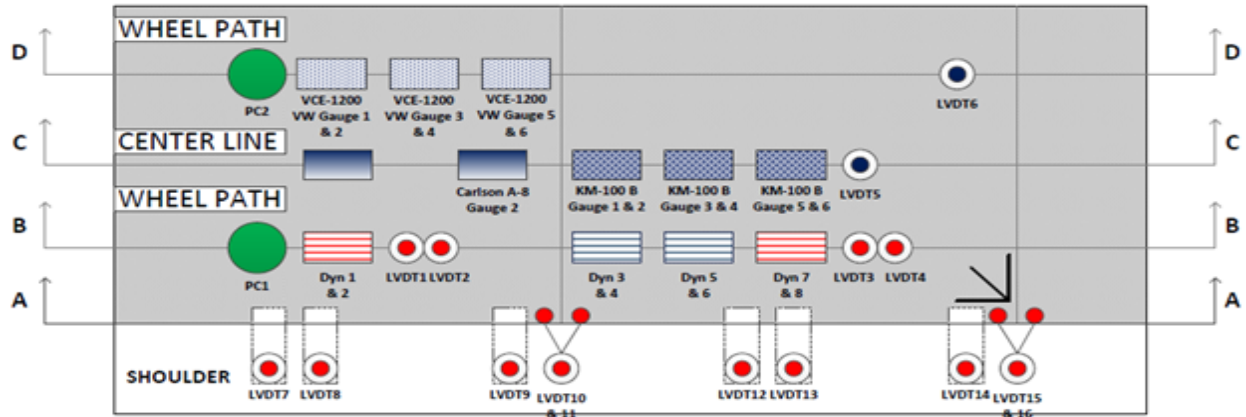 WHEEL PATH
D
D
PC2
VCE-1200
VW Gauge 1
& 2
VCE-1200
VW Gauge 3
& 4
VCE-1200
VW Gauge 5
& 6
LVDT6
CENTER LINE
C
C
Carlson A-8
Gauge 2
KM-100 B
Gauge 1 & 2
KM-100 B
Gauge 3 & 4
KM-100 B
Gauge 5 & 6
LVDT5
WHEEL PATH
B
B
PC1
Dyn 1
& 2
LVDT1
LVDT2
Dyn 3
& 4
Dyn 5
& 6
Dyn 7
& 8
LVDT3
LVDT4
A
A
SHOULDER
LVDT7
LVDT8
LVDT9
LVDT10
& 11
LVDT12
LVDT13
LVDT14
LVDT15
& 16